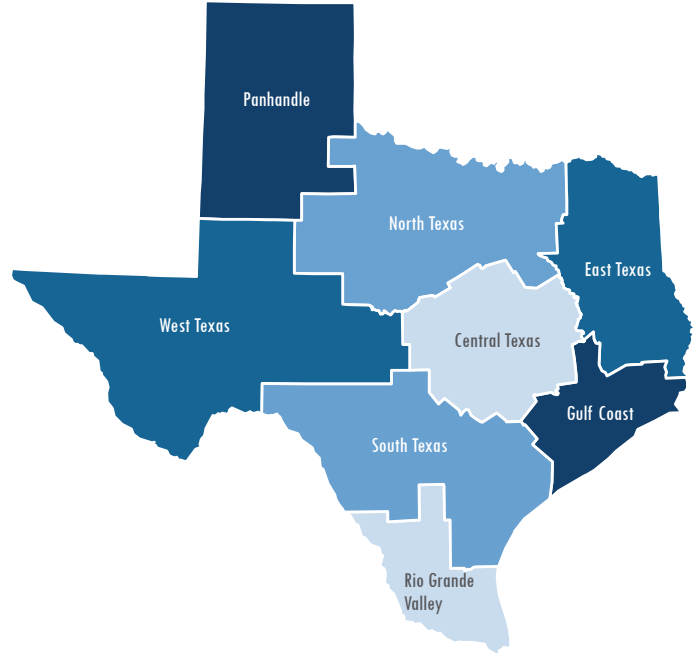 Panhandle
North Texas
East Texas
West Texas
Central Texas
Gulf Coast
South Texas
Rio Grande
Valley